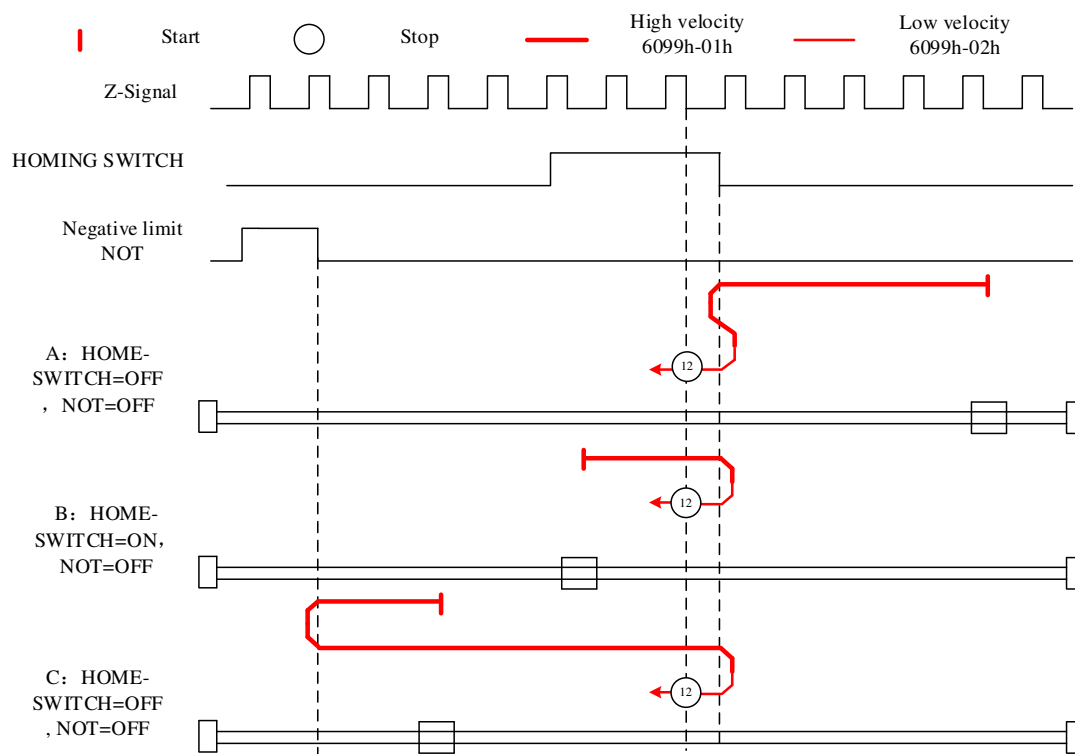 Start
Stop
High velocity
6099h-01h
Low velocity
6099h-02h
Z-Signal
HOMING SWITCH
Negative limit
NOT
A：HOME-
SWITCH=OFF
，NOT=OFF
12
B：HOME-
SWITCH=ON，
NOT=OFF
12
C：HOME-
SWITCH=OFF
, NOT=OFF
12